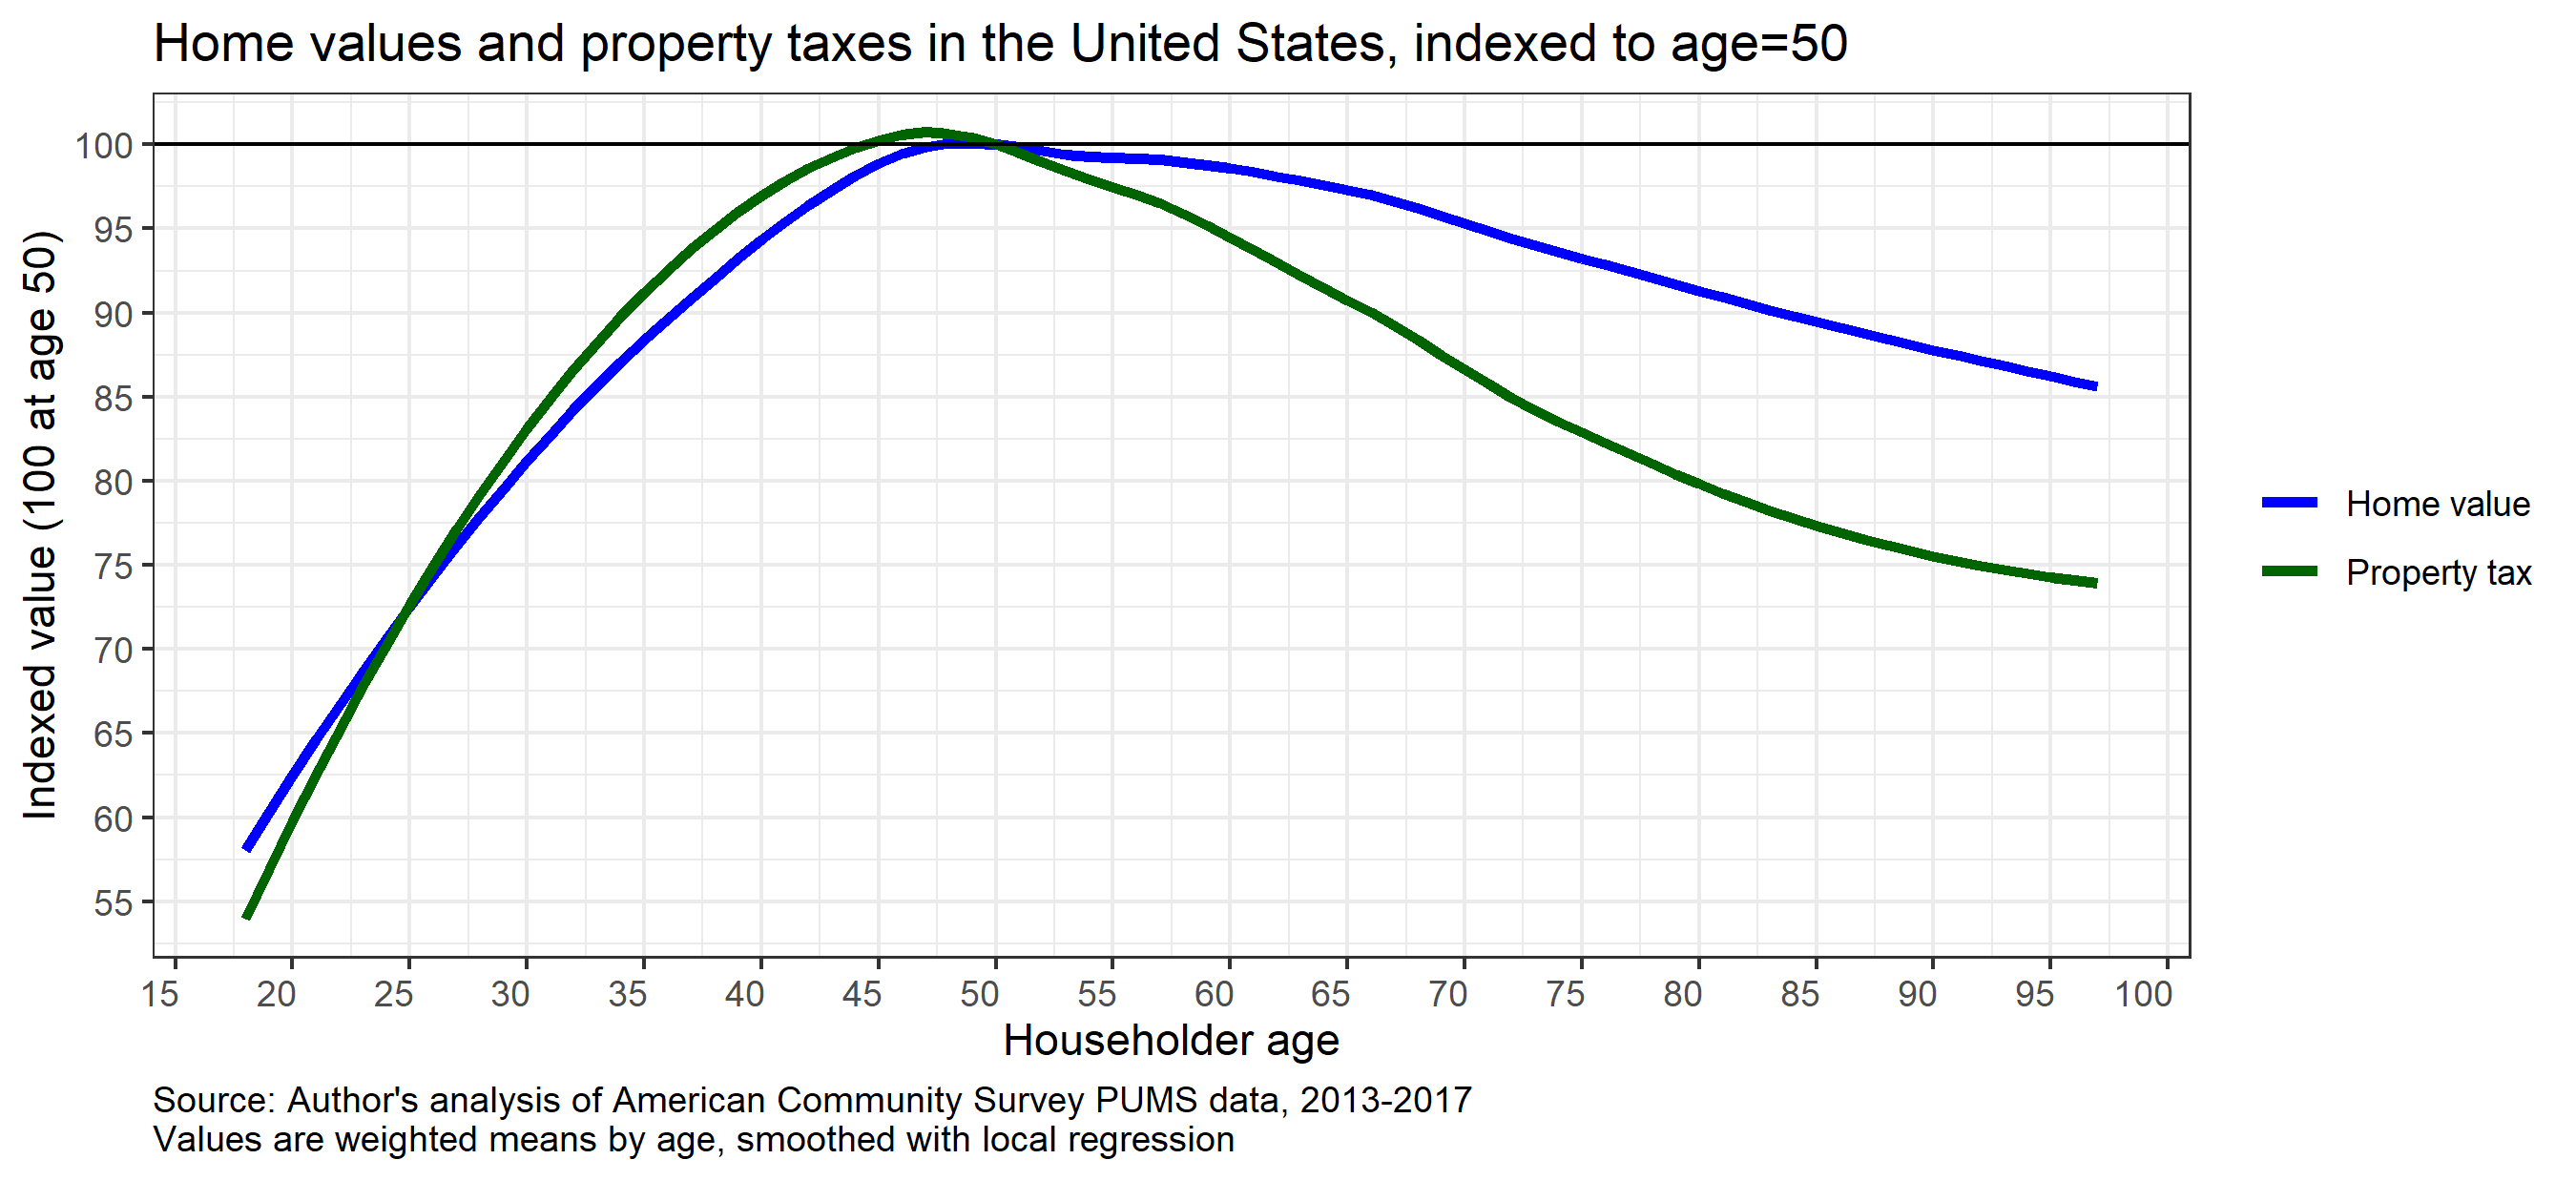 Home values and property taxes in the United States, indexed to age=50
Indexed value (100 at age 50)
100
95
90
85
80
75
70
65
60
55
15 20 25 30 35 40 45 50 55 60 65 70 75 80 85 90 95 100
Householder age
Home value
Property tax
Source: Author's analysis of American Community Survey PUMS data, 2013-2017
Values are weighted means by age, smoothed with local regression